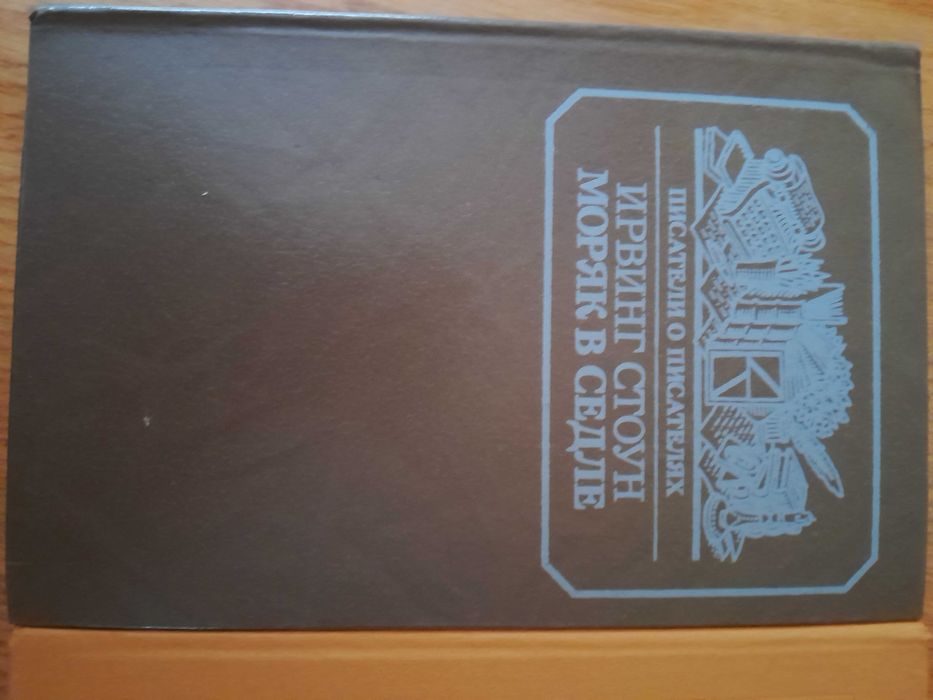 ПИСАТЕЛИ О ПИСАТЕЛЯХ
ИРВИНГ СТОУН
МОРЯК В СЕДЛЕ